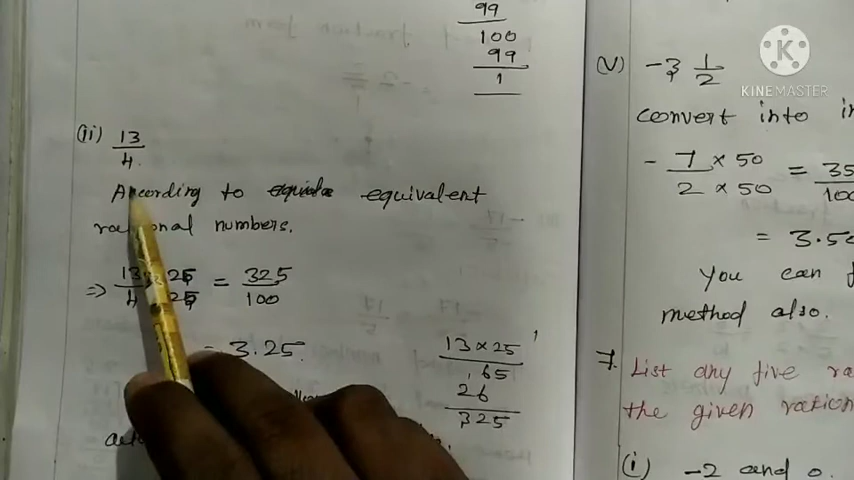 99
100
99
1
(ii) 13
4.
According to equivalent
rational numbers.
⇒ 13 × 25 = 325
4 25 100
= 3.25.
13 × 25
65
26
325
(v) -3 1
2
KINEMASTER
convert into
- 7 × 50 =
2 × 50
= 3.5
You can
method also.
7. List any five
the given
(i) -2 and 0.